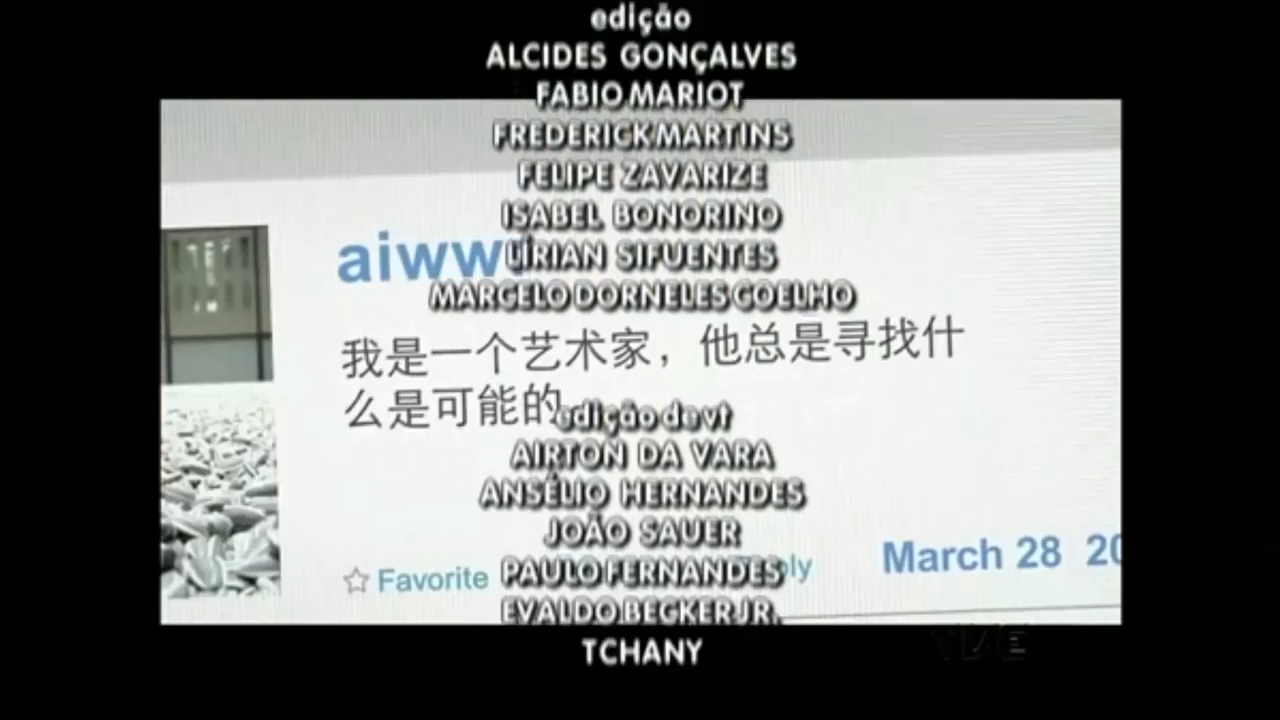 edição
ALCIDES GONÇALVES
FABIO MARIOT
FREDERICK MARTINS
FELIPE ZAVARIZE
ISABEL BONORINO
LÍRIAN SIFUENTES
MARCELO DORNELES COELHO
aiww
我是一个艺术家，他总是寻找什
么是可能的
edição de vt
AIRTON DA VARA
ANSÉLIO HERNANDES
JOÃO SAUER
PAULO FERNANDES
EVALDO BECKER JR.
TCHANY
Favorite
March 28 20
TVE